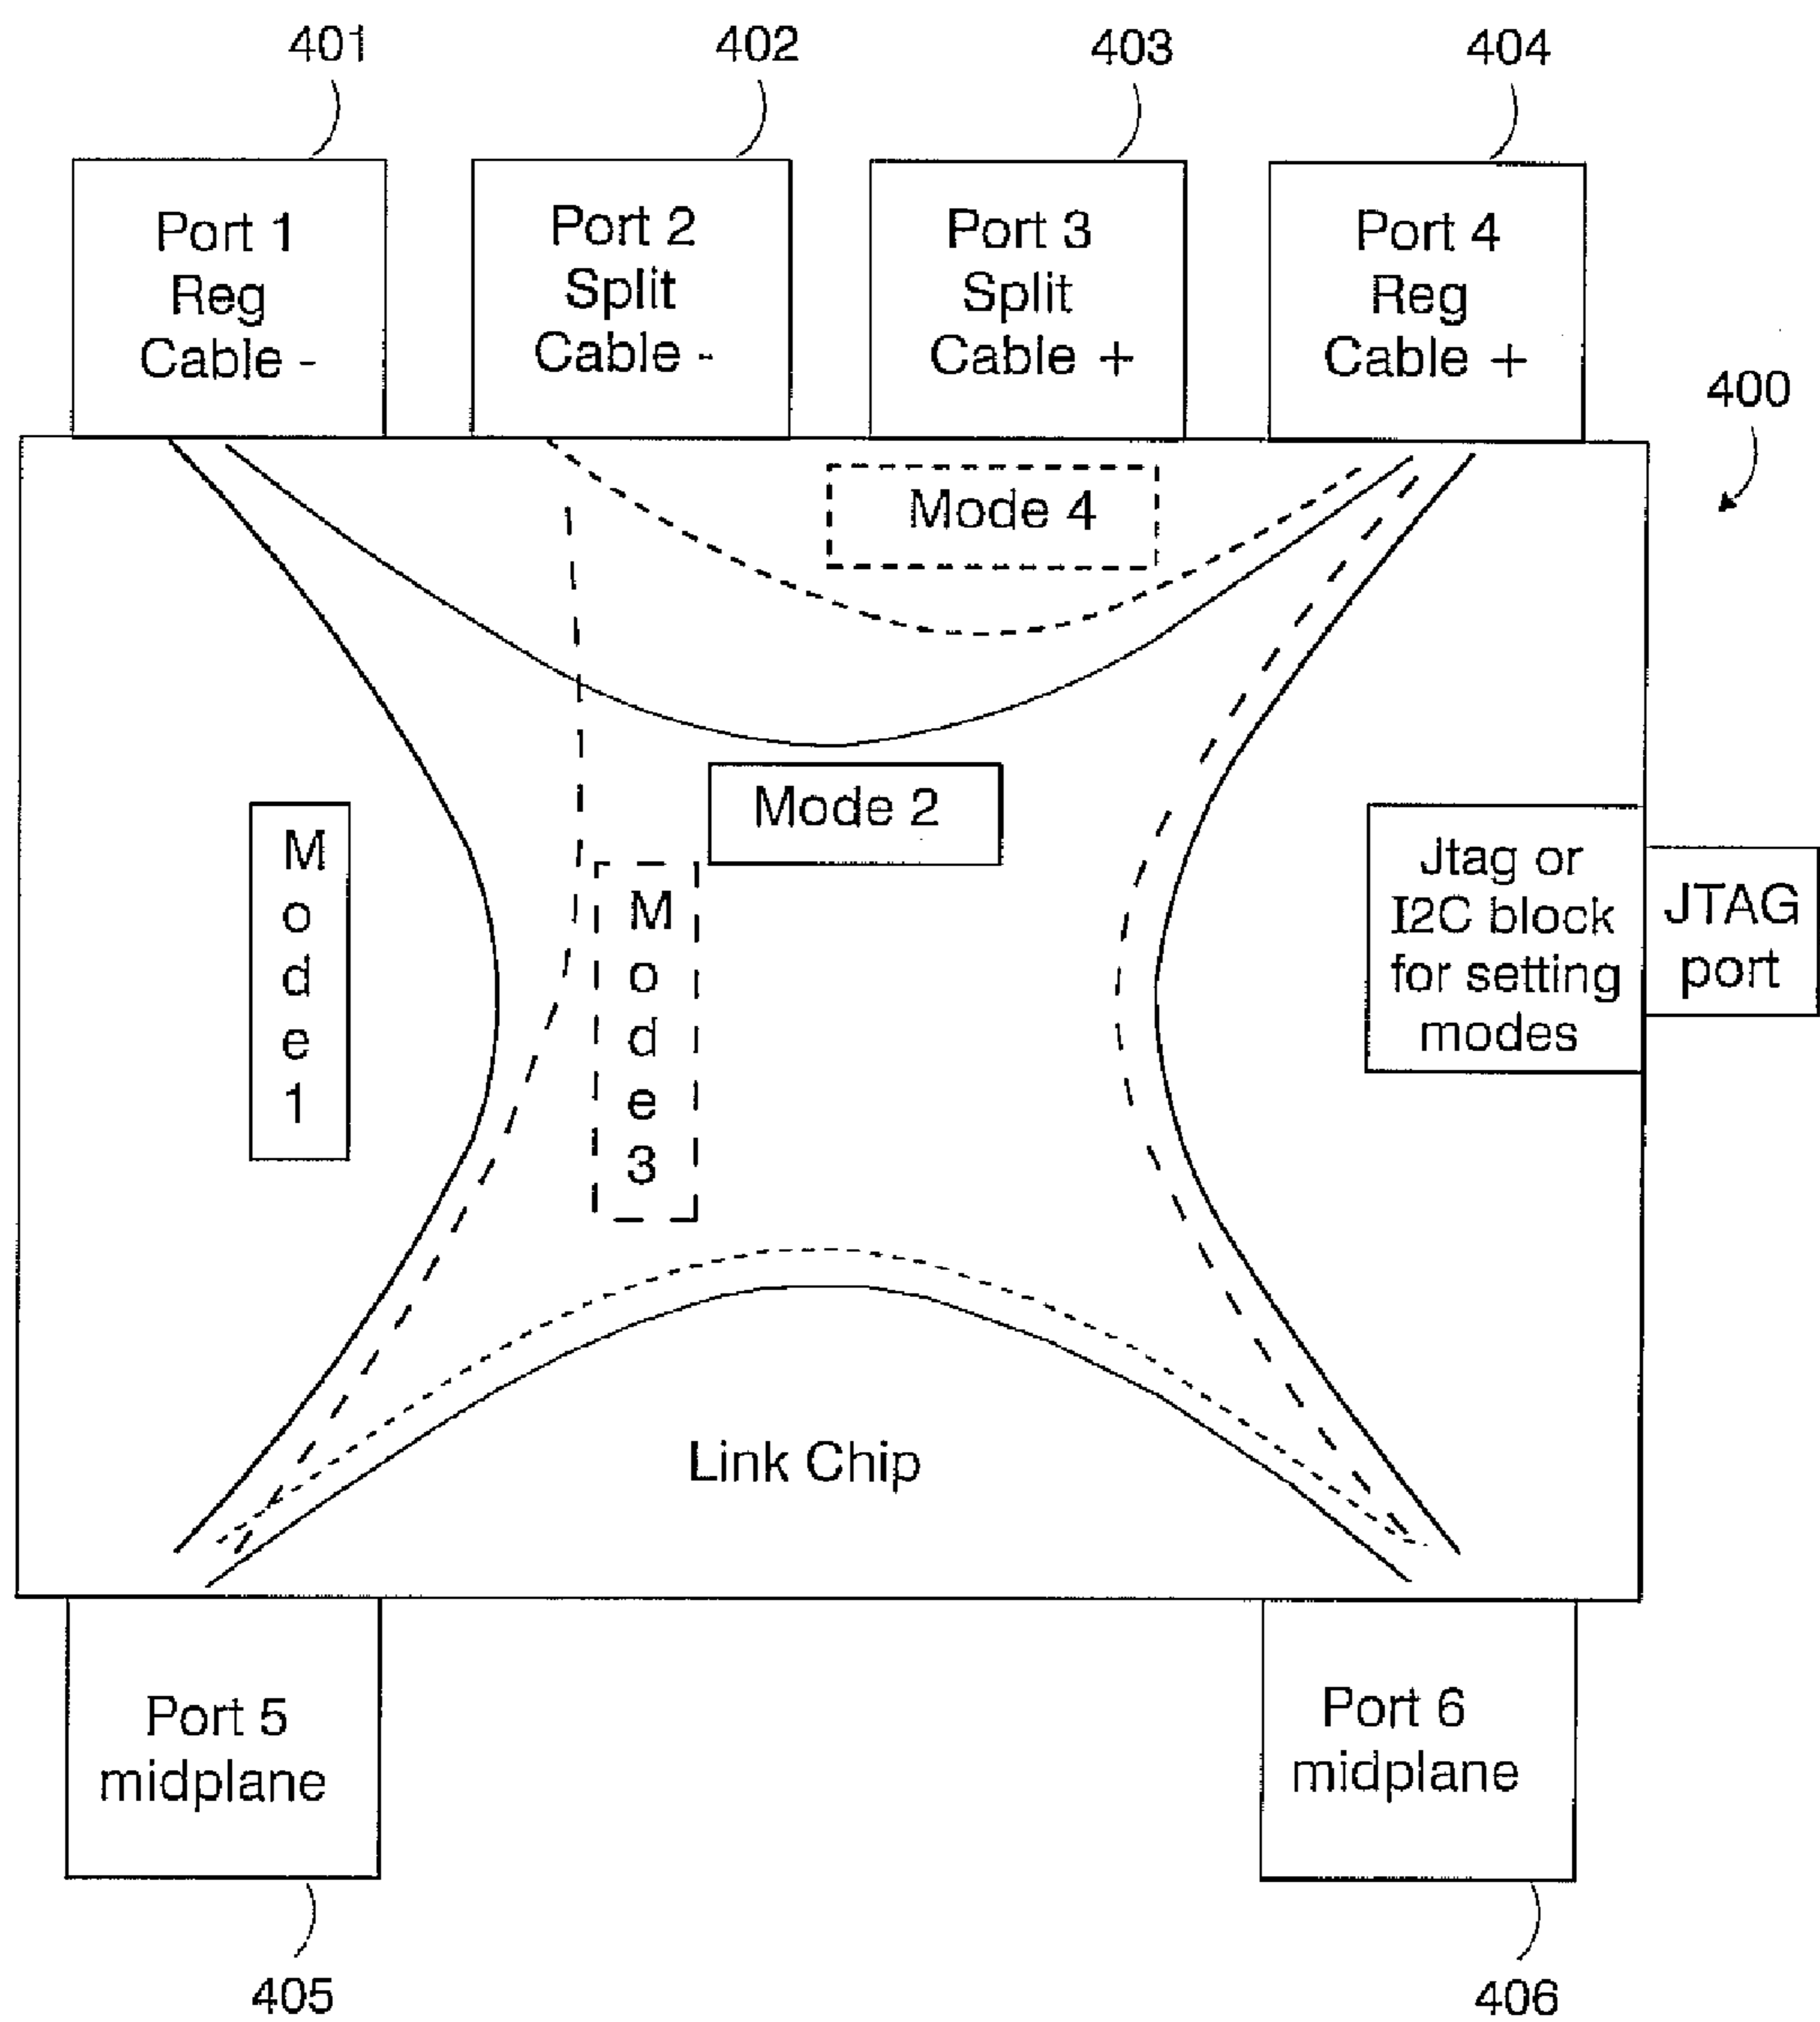 401
402
403
404
Port 1
Reg
Cable -
Port 2
Split
Cable -
Port 3
Split
Cable +
Port 4
Reg
Cable +
400
Mode 4
Mode 2
M
o
d
e
1
M
o
d
e
3
Jtag or
I2C block
for setting
modes
JTAG
port
Link Chip
Port 5
midplane
Port 6
midplane
405
406